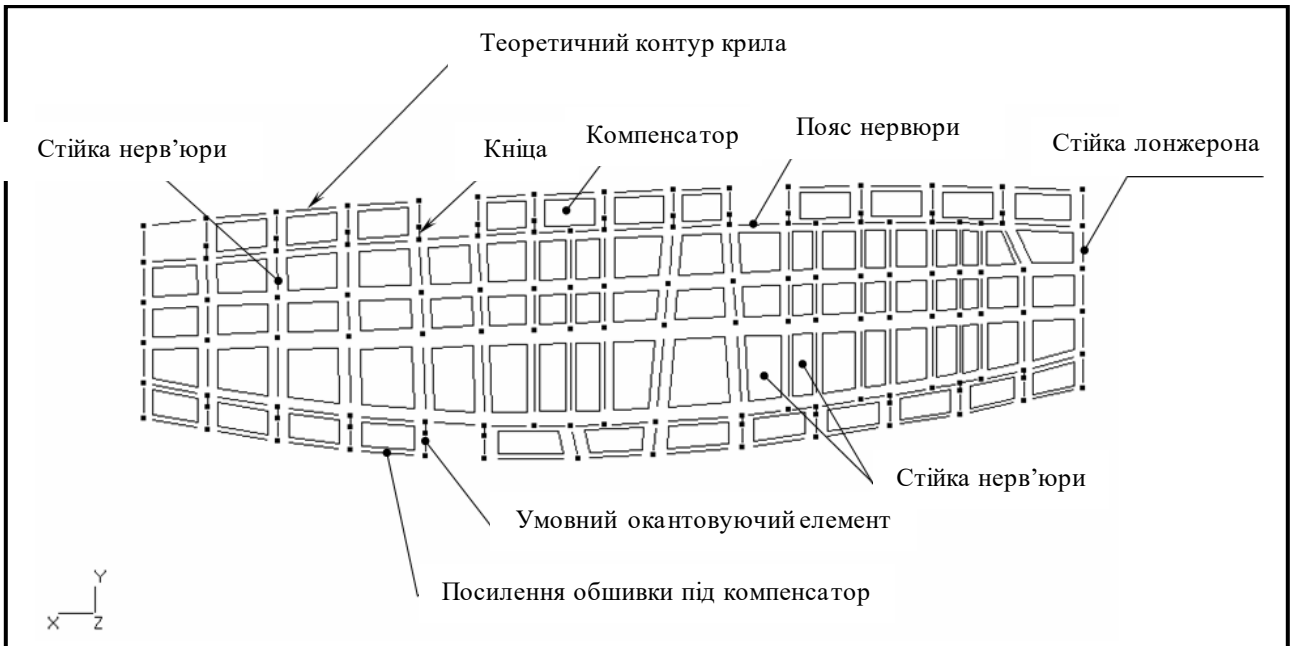 Теоретичний контур крила
Стійка нерв’юри
Кніца
Компенсатор
Пояс нервюри
Стійка лонжерона
Стійка нерв’юри
Умовний окантовуючий елемент
Посилення обшивки під компенсатор
Y
X Z